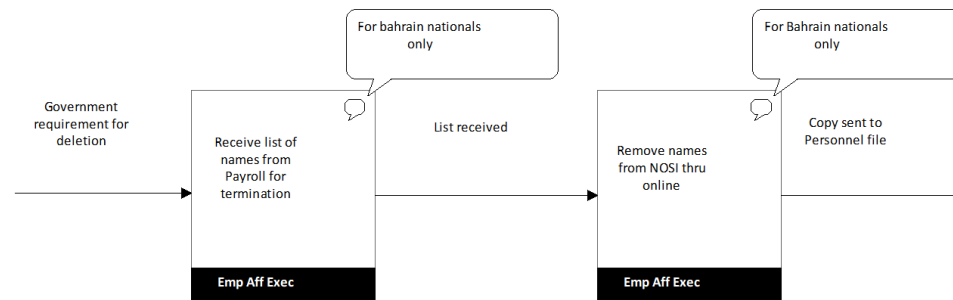 For bahrain nationals
only
For Bahrain nationals
only
Government
requirement for
deletion
List received
Copy sent to
Personnel file
Receive list of
names from
Payroll for
termination
Remove names
from NOSI thru
online
Emp Aff Exec
Emp Aff Exec